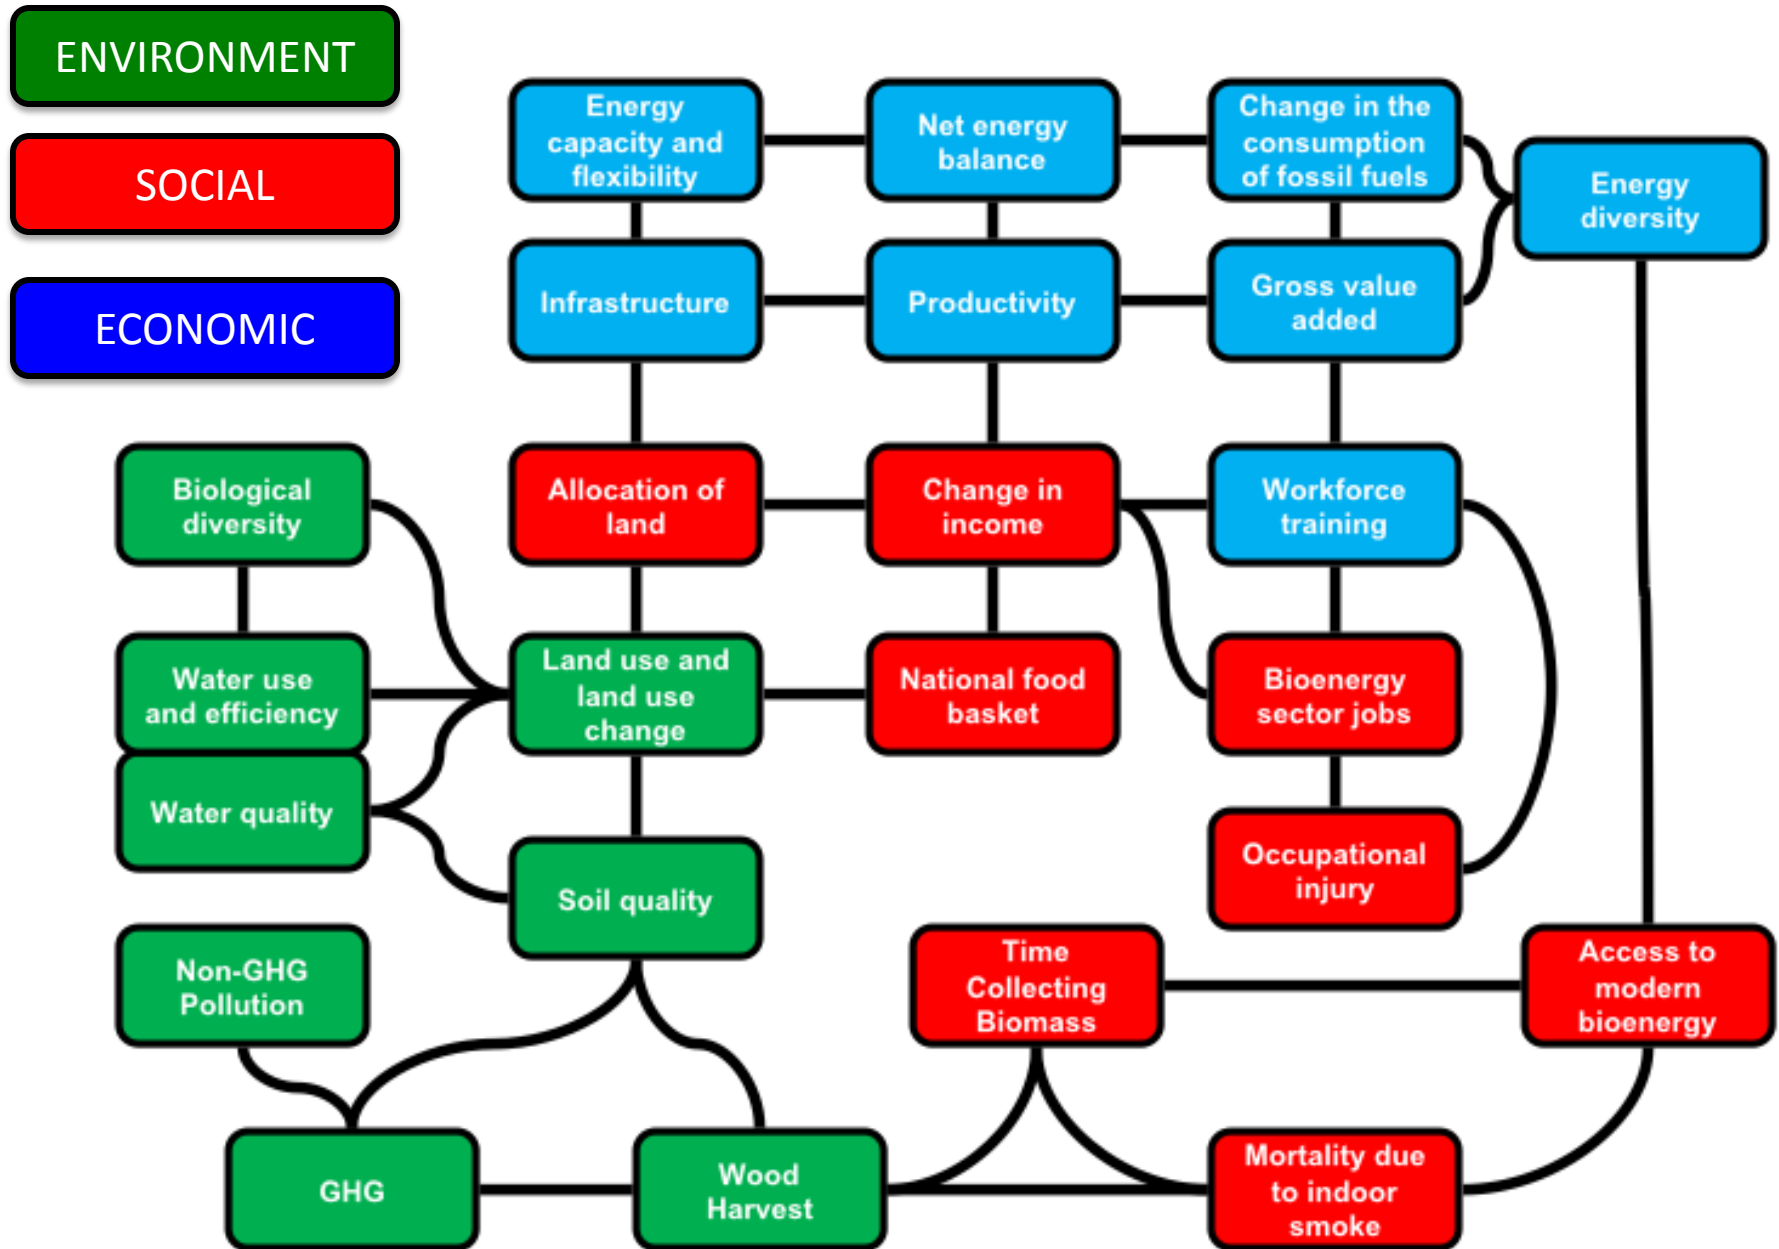 ENVIRONMENT
SOCIAL
ECONOMIC
Energy
capacity and
flexibility
Net energy
balance
Change in the
consumption
of fossil fuels
Energy
diversity
Infrastructure
Productivity
Gross value
added
Biological
diversity
Allocation of
land
Change in
income
Workforce
training
Water use
and efficiency
Land use and
land use
change
National food
basket
Bioenergy
sector jobs
Water quality
Soil quality
Occupational
injury
Non-GHG
Pollution
Time
Collecting
Biomass
Access to
modern
bioenergy
GHG
Wood
Harvest
Mortality due
to indoor
smoke